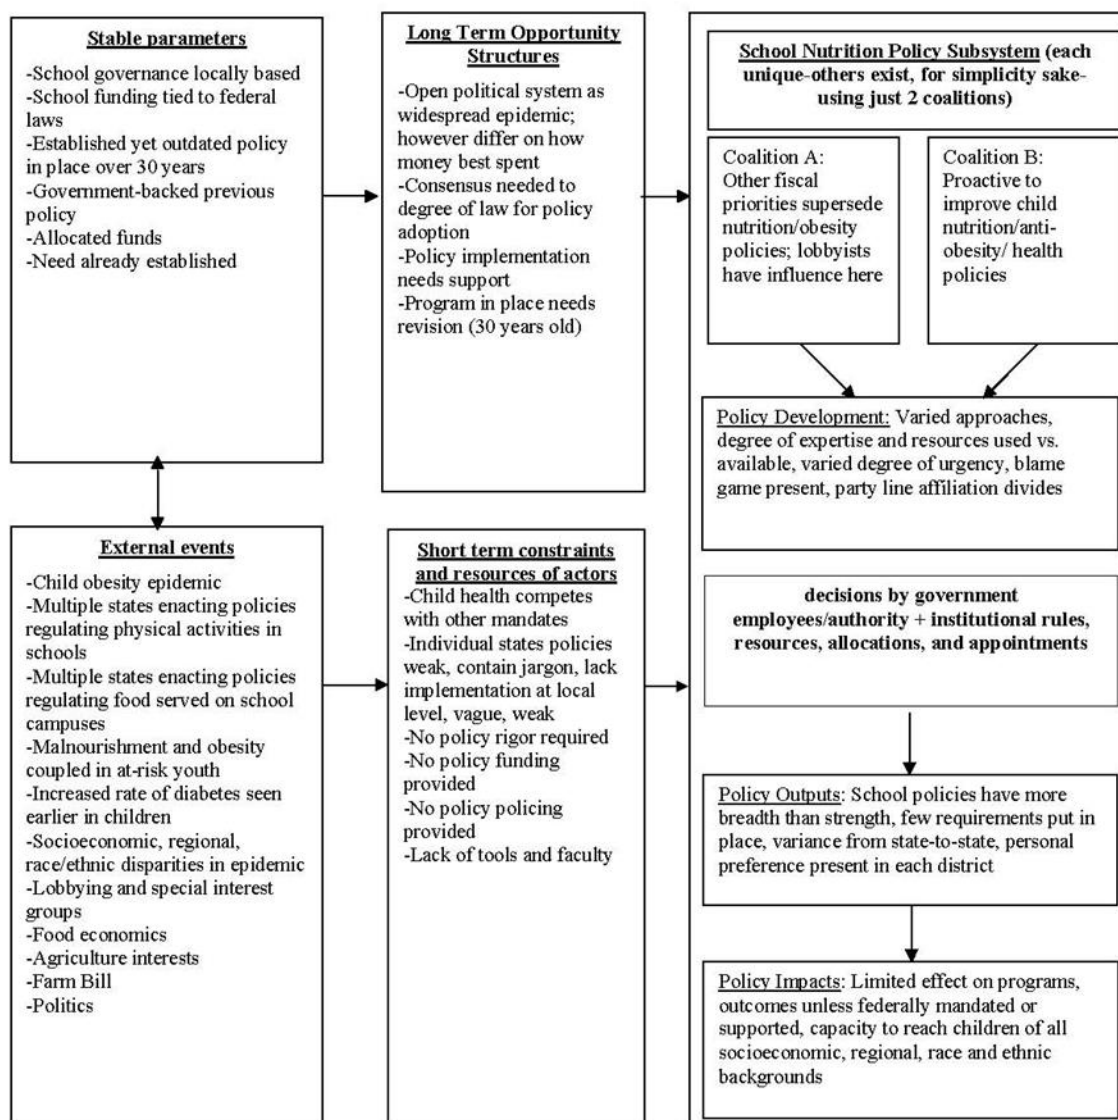 Stable parameters
-School governance locally based
-School funding tied to federal
laws
-Established yet outdated policy
in place over 30 years
-Government-backed previous
policy
-Allocated funds
-Need already established
Long Term Opportunity
Structures
-Open political system as
widespread epidemic;
however differ on how
money best spent
-Consensus needed to
degree of law for policy
adoption
-Policy implementation
needs support
-Program in place needs
revision (30 years old)
School Nutrition Policy Subsystem (each
unique-others exist, for simplicity sake-
using just 2 coalitions)
Coalition A:
Other fiscal
priorities supersede
nutrition/obesity
policies; lobbyists
have influence here
Coalition B:
Proactive to
improve child
nutrition/anti-
obesity/ health
policies
Policy Development: Varied approaches,
degree of expertise and resources used vs.
available, varied degree of urgency, blame
game present, party line affiliation divides
External events
-Child obesity epidemic
-Multiple states enacting policies
regulating physical activities in
schools
-Multiple states enacting policies
regulating food served on school
campuses
-Malnourishment and obesity
coupled in at-risk youth
-Increased rate of diabetes seen
earlier in children
-Socioeconomic, regional,
race/ethnic disparities in epidemic
-Lobbying and special interest
groups
-Food economics
-Agriculture interests
-Farm Bill
-Politics
Short term constraints
and resources of actors
-Child health competes
with other mandates
-Individual states policies
weak, contain jargon, lack
implementation at local
level, vague, weak
-No policy rigor required
-No policy funding
provided
-No policy policing
provided
-Lack of tools and faculty
decisions by government
employees/authority + institutional rules,
resources, allocations, and appointments
Policy Outputs: School policies have more
breadth than strength, few requirements put in
place, variance from state-to-state, personal
preference present in each district
Policy Impacts: Limited effect on programs,
outcomes unless federally mandated or
supported, capacity to reach children of all
socioeconomic, regional, race and ethnic
backgrounds